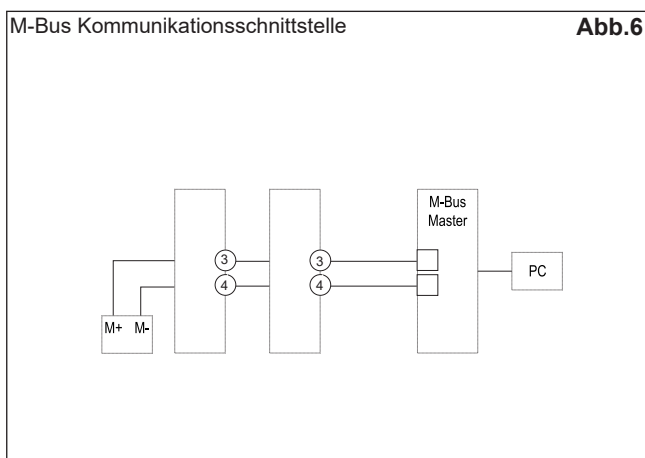 M-Bus Kommunikationsschnittstelle Abb.6
M-Bus
Master
3 3
4 4
PC
M+ M-